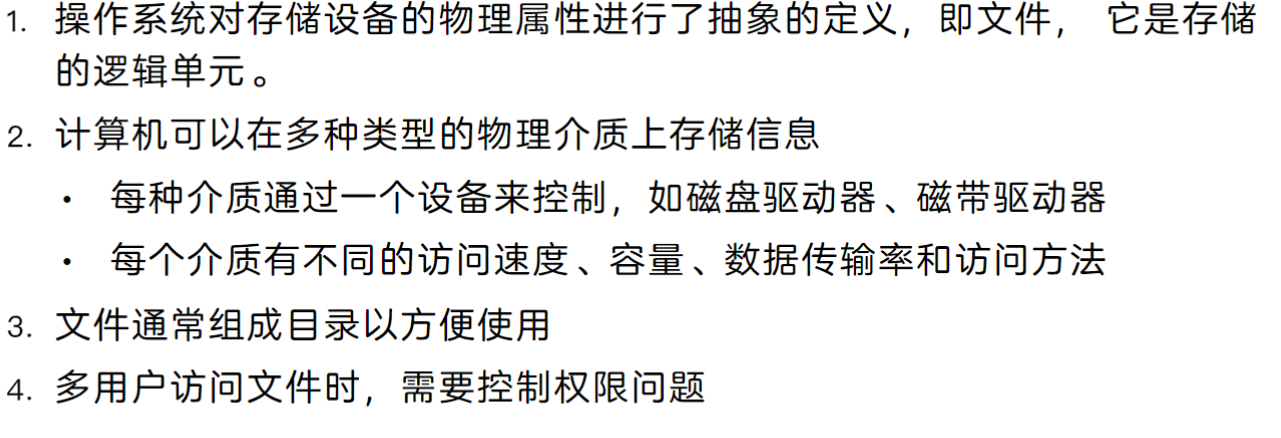 1. 操作系统对存储设备的物理属性进行了抽象的定义，即文件， 它是存储
的逻辑单元。
2. 计算机可以在多种类型的物理介质上存储信息
• 每种介质通过一个设备来控制，如磁盘驱动器、磁带驱动器
• 每个介质有不同的访问速度、容量、数据传输率和访问方法
3. 文件通常组成目录以方便使用
4. 多用户访问文件时，需要控制权限问题